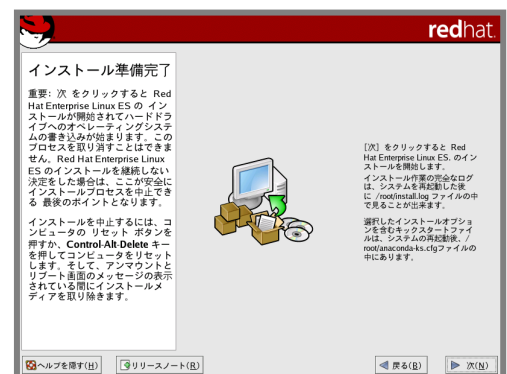 redhat.
インストール準備完了
重要: 次 をクリックすると Red
Hat Enterprise Linux ES の イン
ストールが開始されてハードドラ
イブへのオペレーティングシステ
ムの書き込みが始まります。この
プロセスを取り消すことはできま
せん。Red Hat Enterprise Linux
ES のインストールを継続しない
決定をした場合は、ここが安全に
インストールプロセスを中止でき
る 最後のポイントとなります。
インストールを中止するには、コ
ンピュータの リセット ボタンを
押すか、Control-Alt-Delete キー
を押してコンピュータをリセット
します。そして、アンマウントと
リブート画面のメッセージの表示
されている間にインストールメ
ディアを取り除きます。
[次] をクリックすると Red
Hat Enterprise Linux ES. のイン
ストールを開始します。
インストール作業の完全なログ
は、システムを再起動した後
に /root/install.log ファイルの中
で見ることが出来ます。
選択したインストールオプショ
ンを含むキックスタートファイ
ルは、システムの再起動後、/
root/anaconda-ks.cfgファイルの
中にあります。
ヘルプを隠す(H)
リリースノート(R)
戻る(B)
次(N)